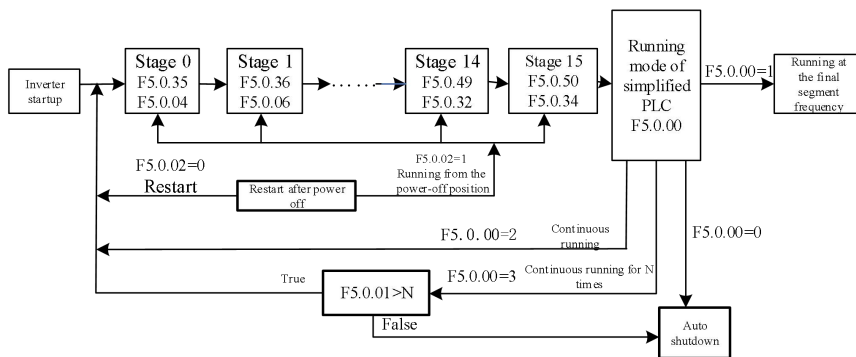 Inverter
startup
Stage 0
F5.0.35
F5.0.04
Stage 1
F5.0.36
F5.0.06
......
Stage 14
F5.0.49
F5.0.32
Stage 15
F5.0.50
F5.0.34
Running
mode of
simplified
PLC
F5.0.00
F5.0.00=1
Running at
the final
segment
frequency
F5.0.02=0
Restart
Restart after power
off
F5.0.02=1
Running from the
power-off position
F5.0.00=2
Continuous
running
F5.0.00=0
True
F5.0.01>N
F5.0.00=3
Continuous running for N
times
False
Auto
shutdown